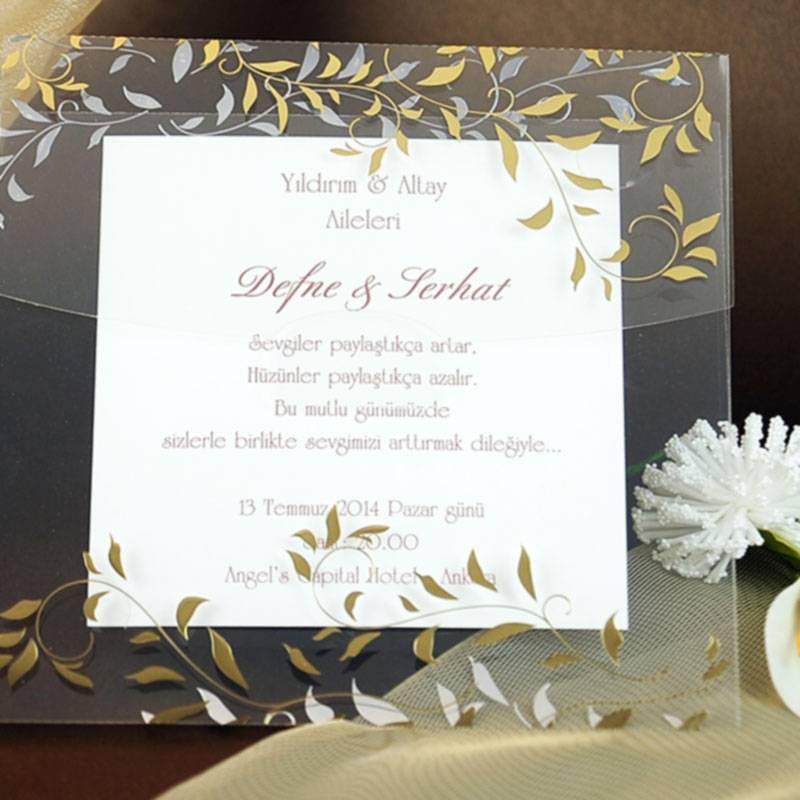 Yıldırım & Altay
Aileleri
Defne & Serhat
Sevgiler paylaştıkça artar,
Hüzünler paylaştıkça azalır.
Bu mutlu günümüzde
sizlerle birlikte sevgimizi arttırmak dileğiyle...
13 Temmuz 2014 Pazar günü
Saat: 20.00
Angel's Capital Hotel - Ankara